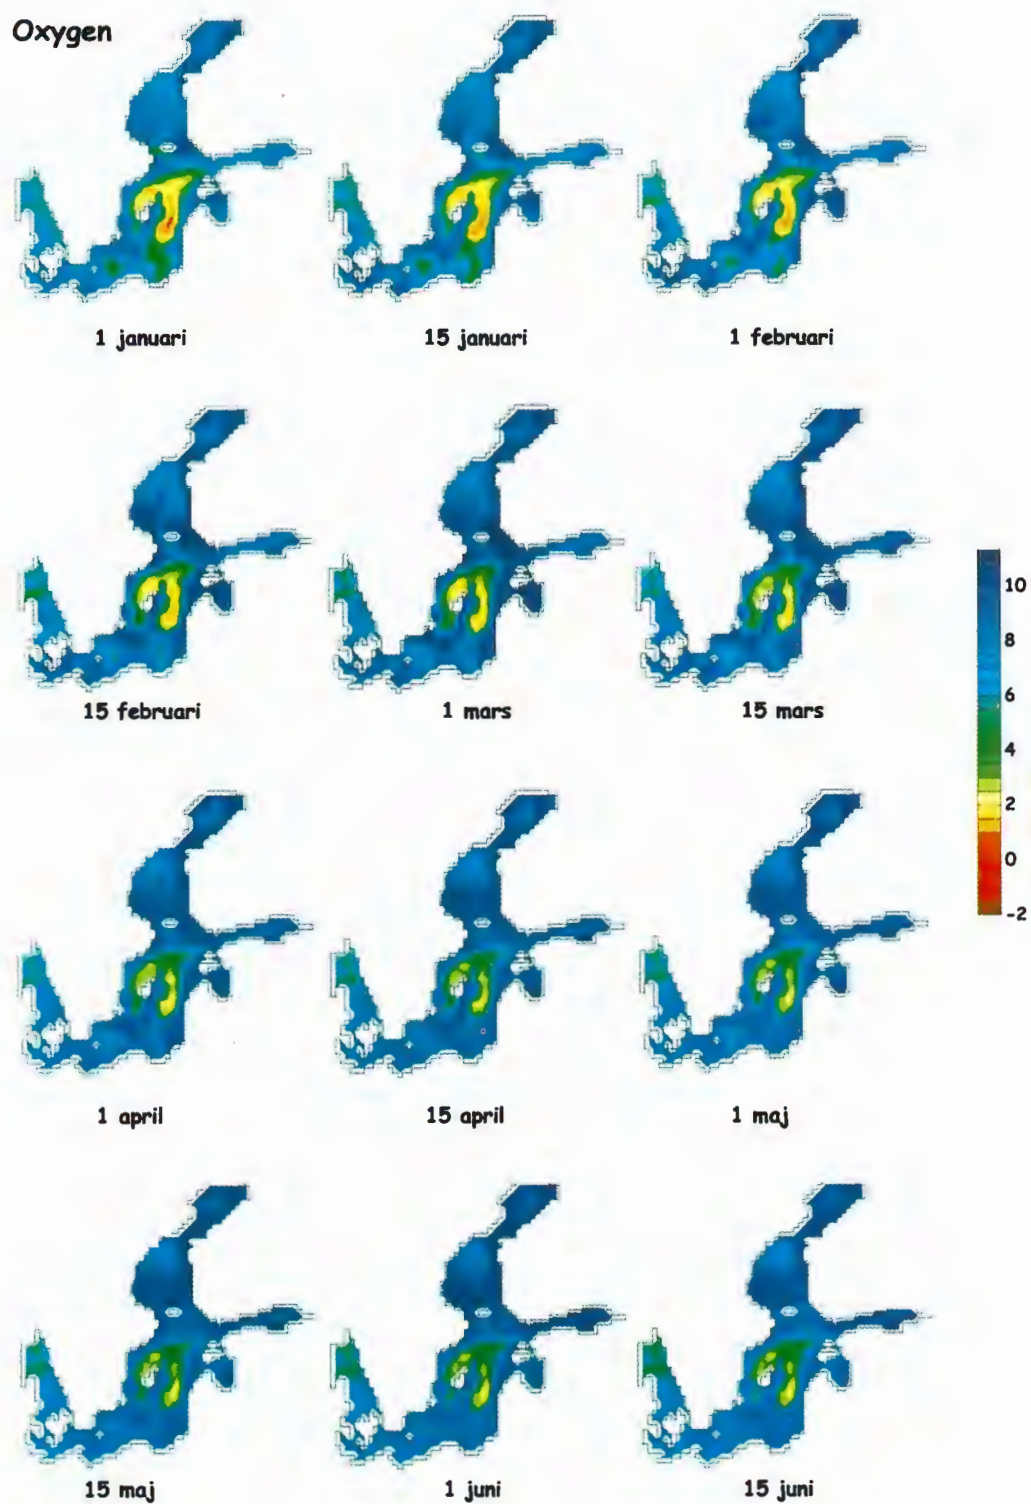 Oxygen
1 januari
15 januari
1 februari
15 februari
1 mars
15 mars
10
8
6
4
2
0
-2
1 april
15 april
1 maj
15 maj
1 juni
15 juni